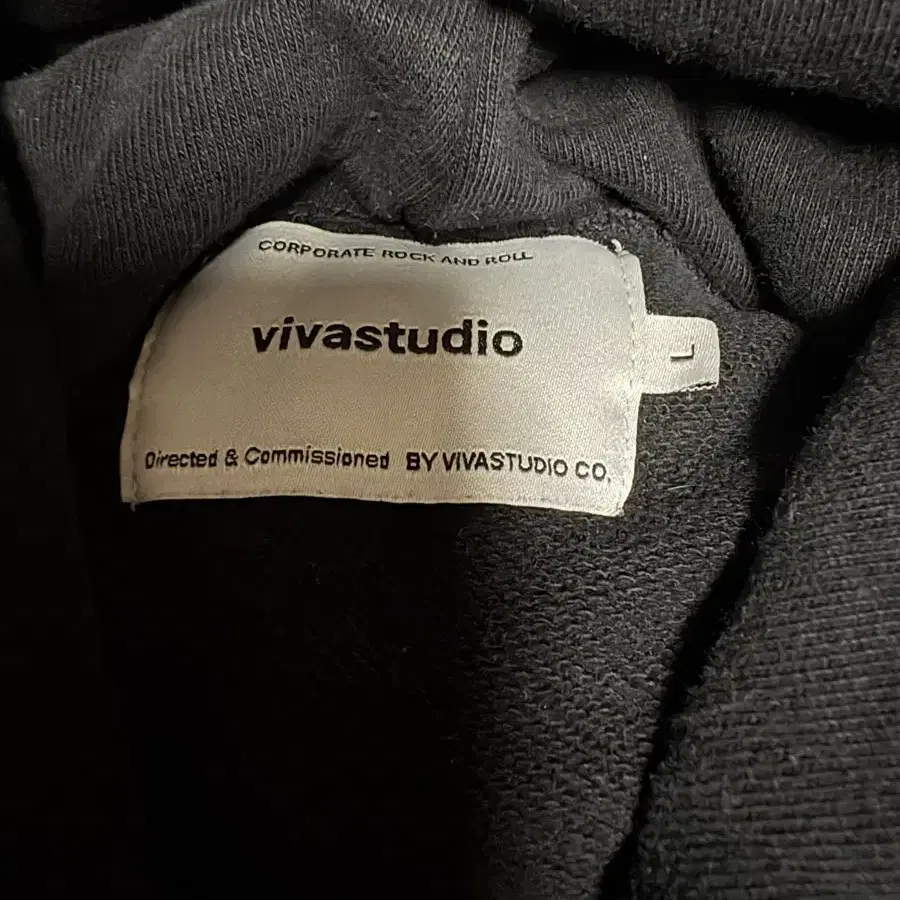 CORPORATE ROCK AND ROLL
vivastudio
L
Directed & Commissioned BY VIVASTUDIO CO.